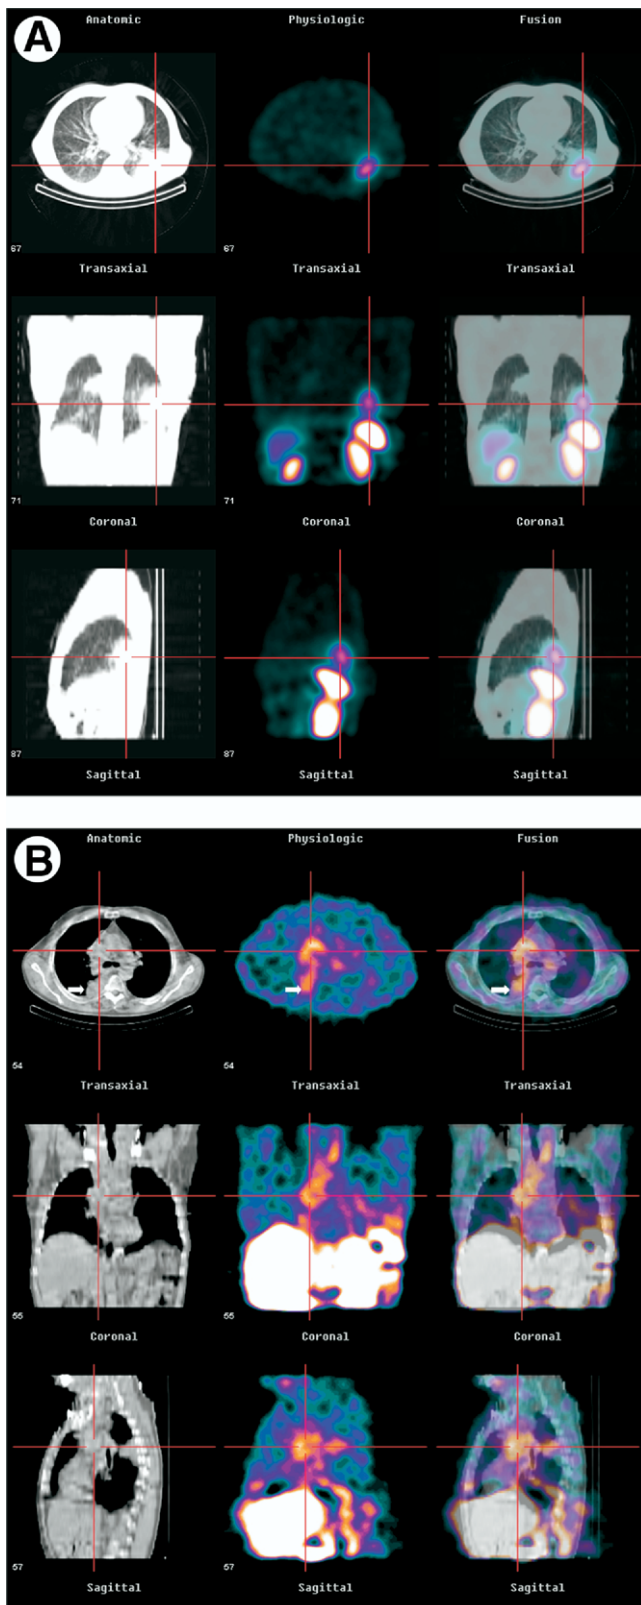 A
Anatomic Physiologic Fusion
67 67
Transaxial Transaxial Transaxial
71 71
Coronal Coronal Coronal
87 87
Sagittal Sagittal Sagittal
B
Anatomic Physiologic Fusion
54 54
Transaxial Transaxial Transaxial
55 55
Coronal Coronal Coronal
57 57
Sagittal Sagittal Sagittal